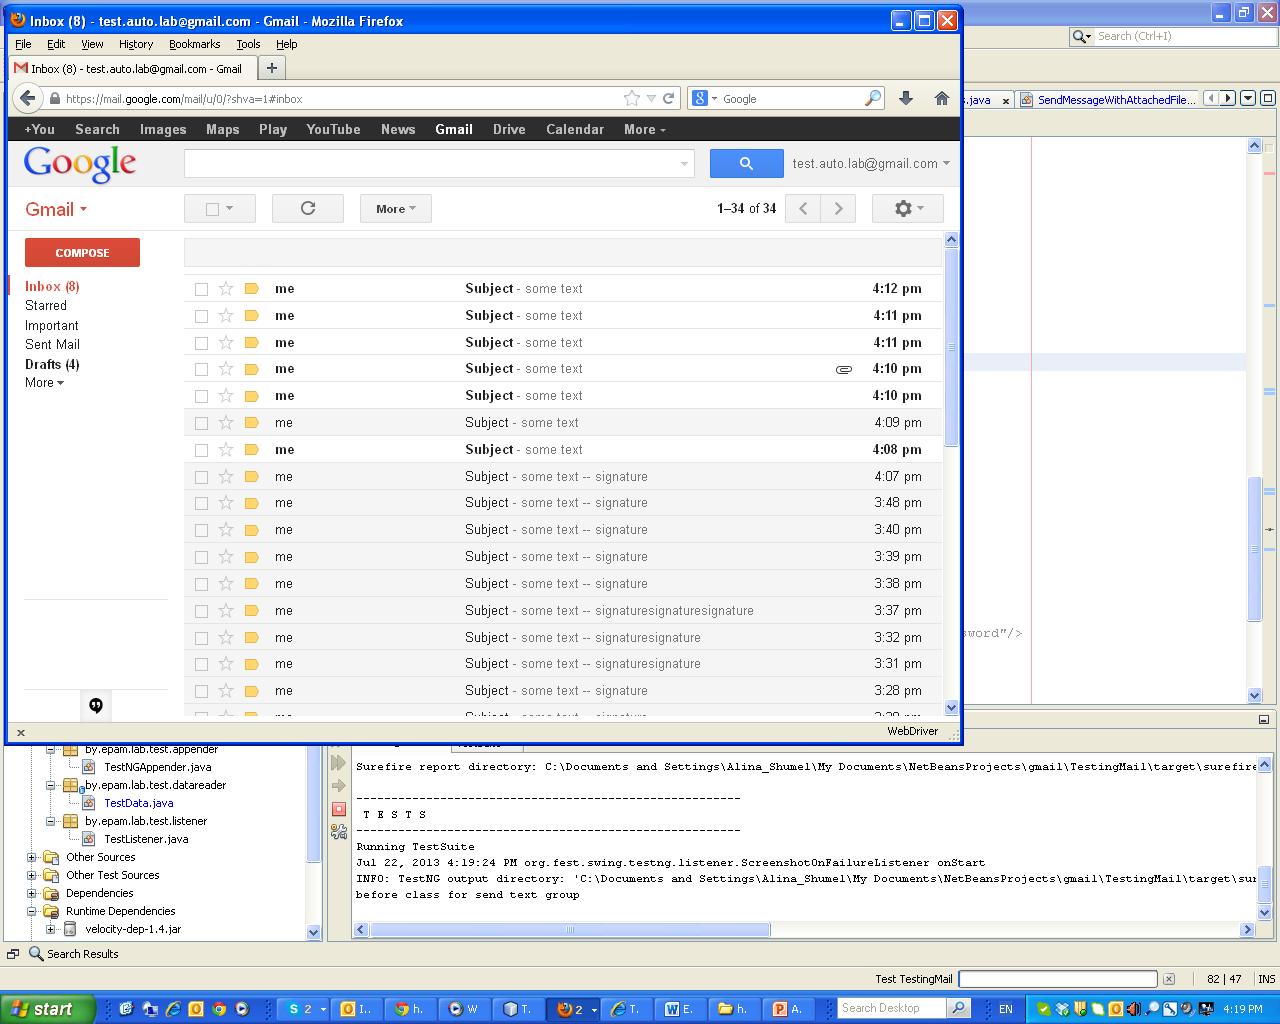 Inbox (8) - test.auto.lab@gmail.com - Gmail - Mozilla Firefox
File Edit View History Bookmarks Tools Help
Search (Ctrl+I)
Inbox (8) - test.auto.lab@gmail.com - Gmail
https://mail.google.com/mail/u/0/?shva=1#inbox
Google
s.java
SendMessageWithAttachedFile...
+You Search Images Maps Play YouTube News Gmail Drive Calendar More
Google
test.auto.lab@gmail.com
Gmail
More
1–34 of 34
COMPOSE
Inbox (8)
Starred
Important
Sent Mail
Drafts (4)
More
me Subject - some text 4:12 pm
me Subject - some text 4:11 pm
me Subject - some text 4:11 pm
me Subject - some text 4:10 pm
me Subject - some text 4:10 pm
me Subject - some text 4:09 pm
me Subject - some text 4:08 pm
me Subject - some text -- signature 4:07 pm
me Subject - some text -- signature 3:48 pm
me Subject - some text -- signature 3:40 pm
me Subject - some text -- signature 3:39 pm
me Subject - some text -- signature 3:38 pm
me Subject - some text -- signaturesignaturesignature 3:37 pm
me Subject - some text -- signaturesignature 3:32 pm
me Subject - some text -- signaturesignature 3:31 pm
me Subject - some text -- signature 3:28 pm
sword"/>
WebDriver
by.epam.lab.test.appender
TestNGAppender.java
by.epam.lab.test.datareader
TestData.java
by.epam.lab.test.listener
TestListener.java
Other Sources
Other Test Sources
Dependencies
Runtime Dependencies
velocity-dep-1.4.jar
Surefire report directory: C:\Documents and Settings\Alina_Shumel\My Documents\NetBeansProjects\gmail\TestingMail\target\surefire
-------------------------------------------------------
T E S T S
-------------------------------------------------------
Running TestSuite
Jul 22, 2013 4:19:24 PM org.fest.swing.testng.listener.ScreenshotOnFailureListener onStart
INFO: TestNG output directory: 'C:\Documents and Settings\Alina_Shumel\My Documents\NetBeansProjects\gmail\TestingMail\target\sur
before class for send text group
Search Results
Test TestingMail
82 | 47
INS
start
S 2
I..
h.
W
T.
2
T.
E.
h.
A.
Search Desktop
EN
4:19 PM